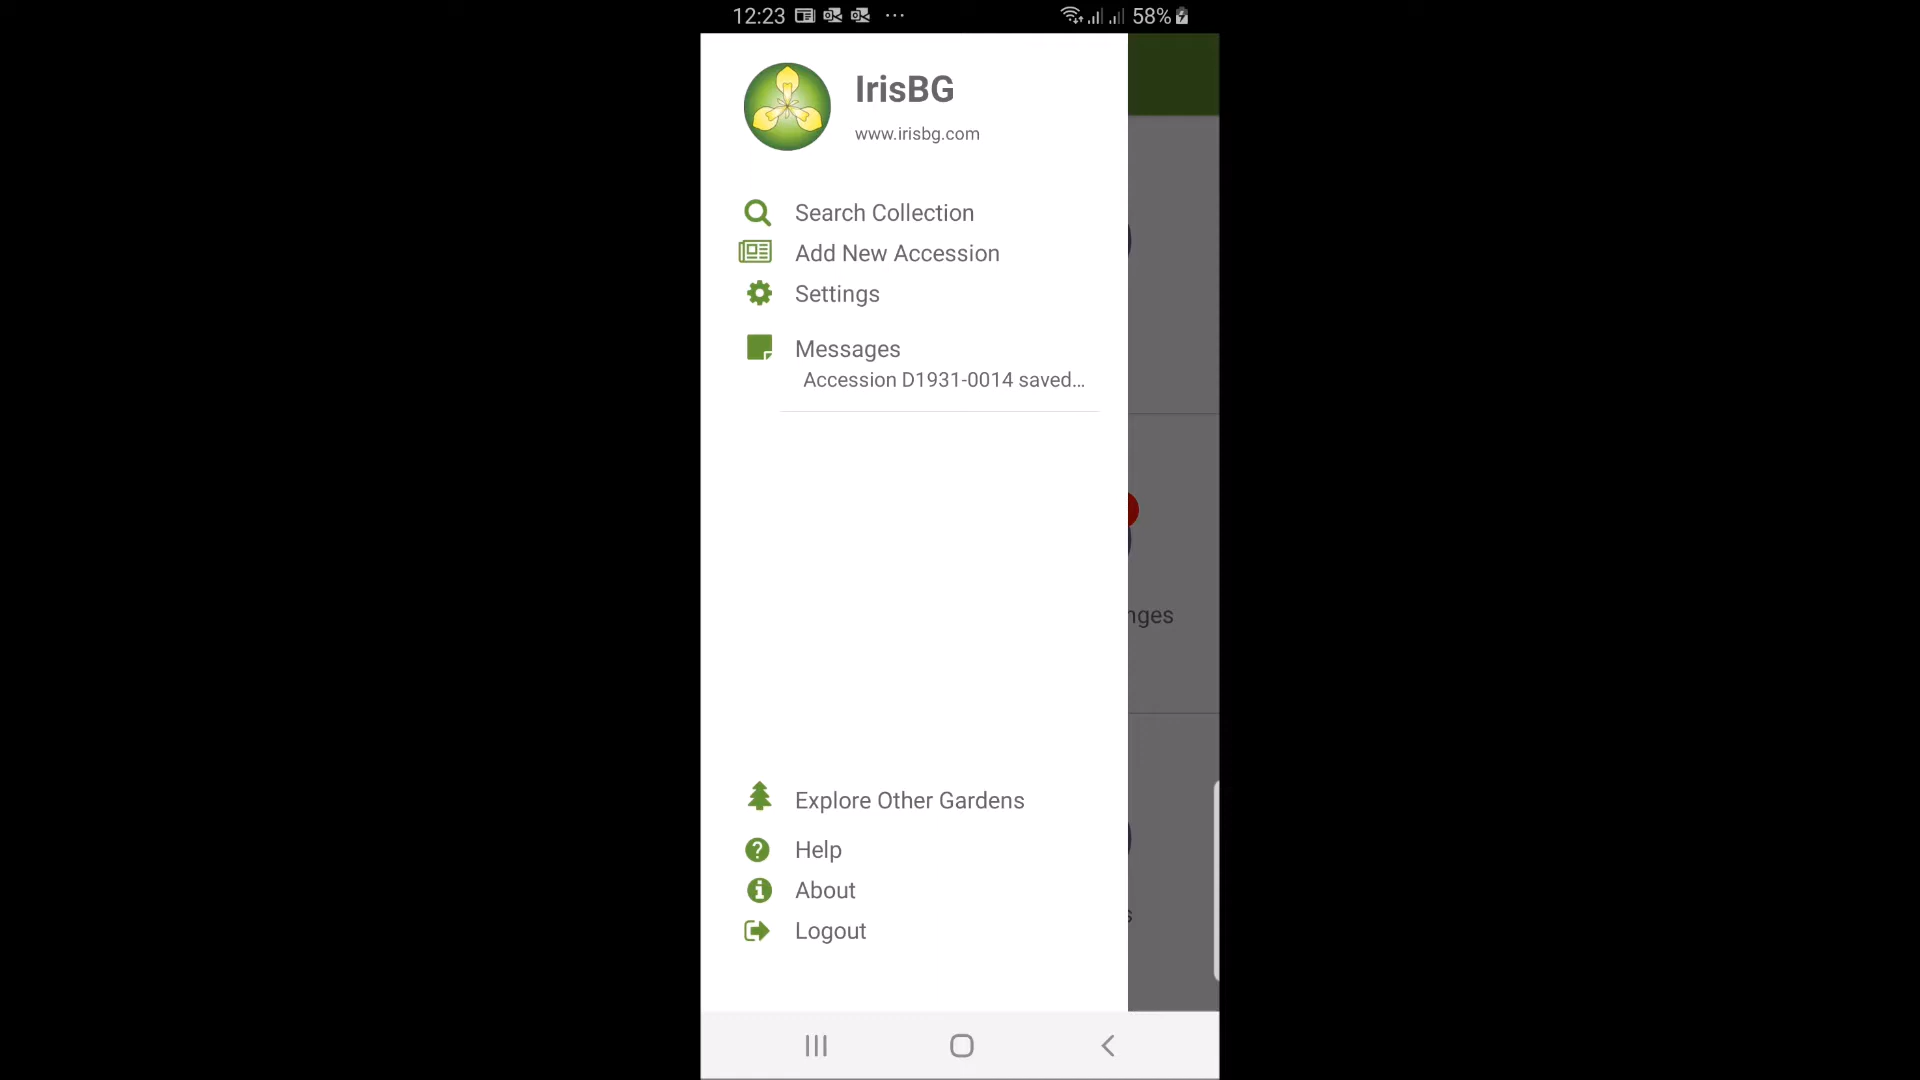 12:23 58%
IrisBG
www.irisbg.com
Search Collection
Add New Accession
Settings
Messages
Accession D1931-0014 saved...
nges
Explore Other Gardens
Help
About
s
Logout